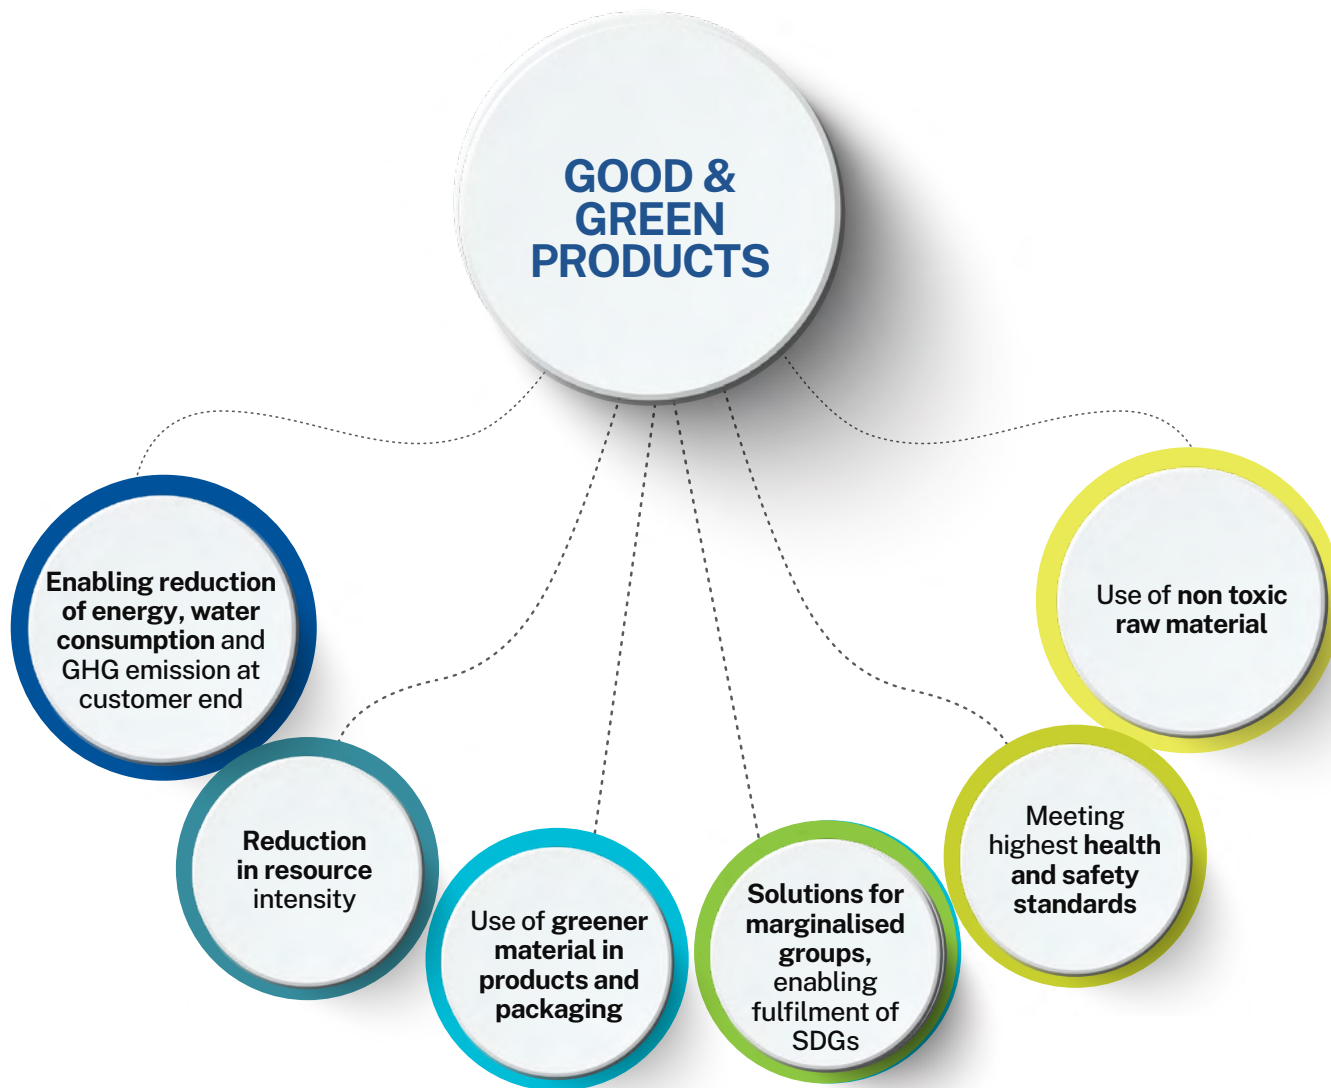 GOOD &
GREEN
PRODUCTS
Enabling reduction
of energy, water
consumption and
GHG emission at
customer end
Reduction
in resource
intensity
Use of greener
material in
products and
packaging
Solutions for
marginalised
groups,
enabling
fulfilment of
SDGs
Meeting
highest health
and safety
standards
Use of non toxic
raw material